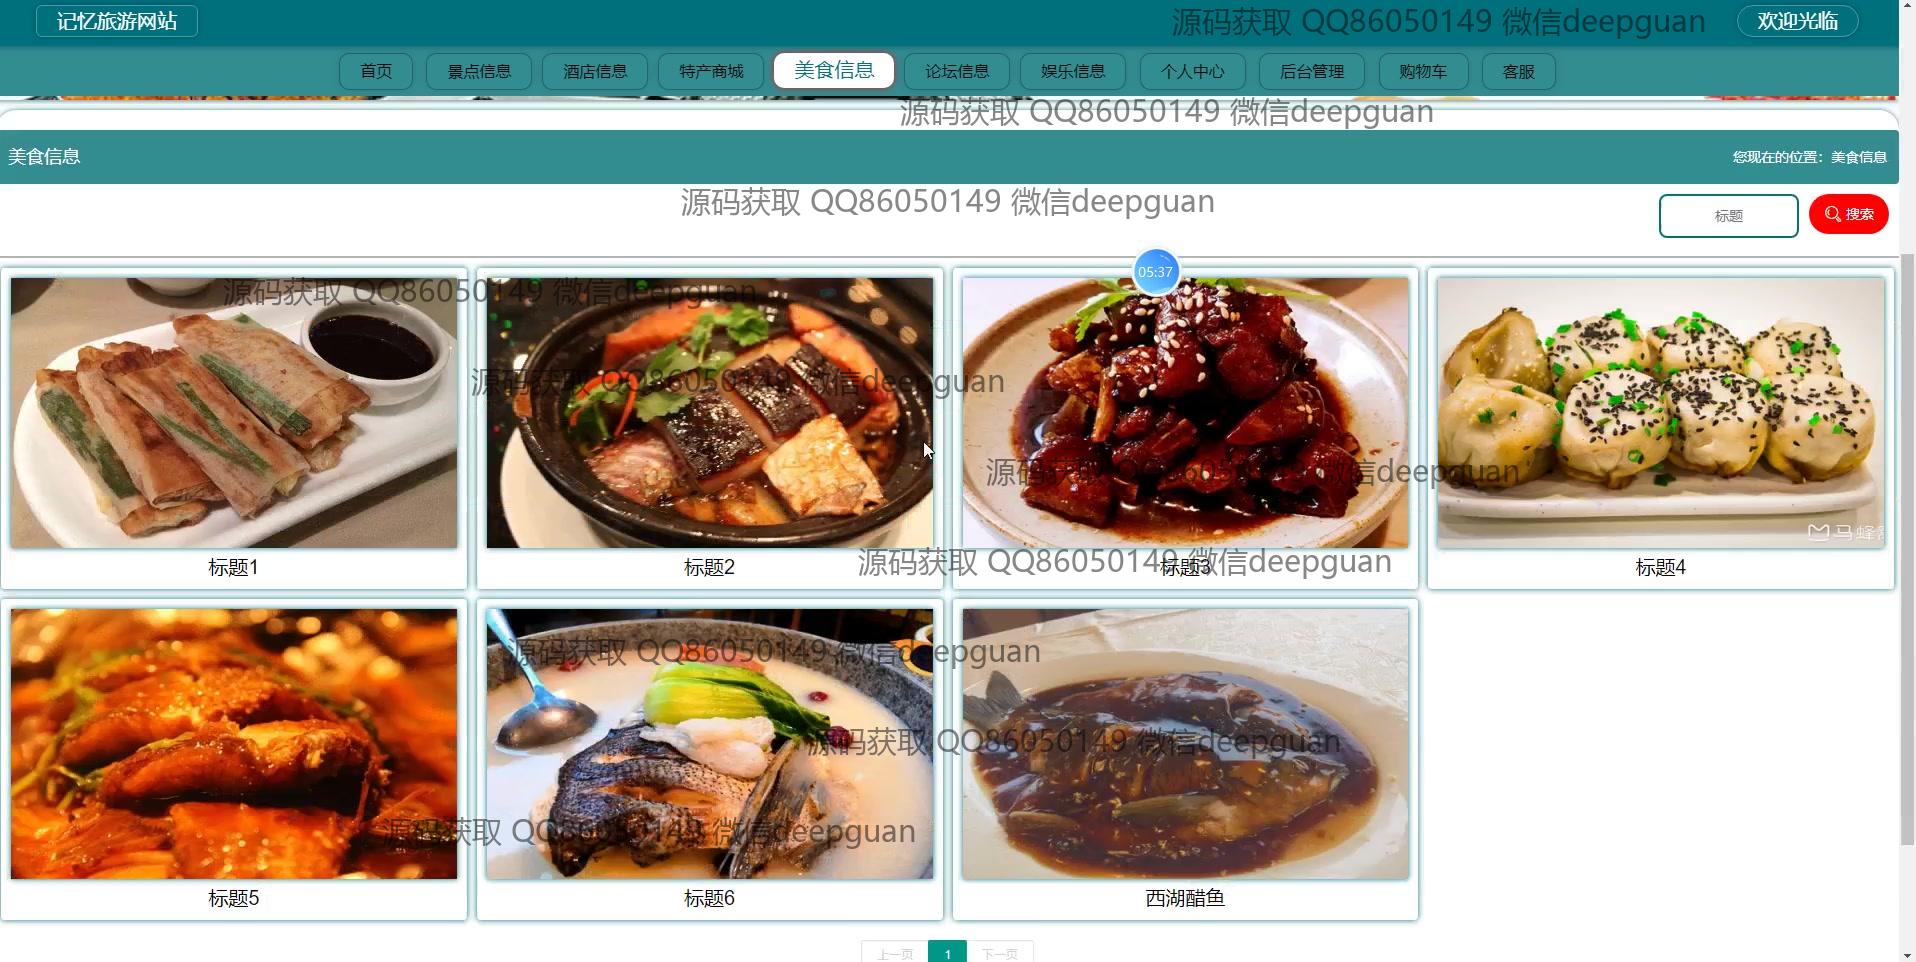 记忆旅游网站
源码获取 QQ86050149 微信deepguan
欢迎光临
首页
景点信息
酒店信息
特产商城
美食信息
论坛信息
娱乐信息
个人中心
后台管理
购物车
客服
源码获取 QQ86050149 微信deepguan
美食信息
您现在的位置：美食信息
源码获取 QQ86050149 微信deepguan
标题
搜索
05:37
源码获取 QQ86050149 微信deepguan
源码获取 QQ86050149 微信deepguan
源码获取 QQ86050149 微信deepguan
马蜂
标题1
标题2
源码获取 QQ86050149 微信deepguan
标题3
标题4
源码获取 QQ86050149 微信deepguan
源码获取 QQ86050149 微信deepguan
源码获取 QQ86050149 微信deepguan
标题5
标题6
西湖醋鱼
上一页
1
下一页